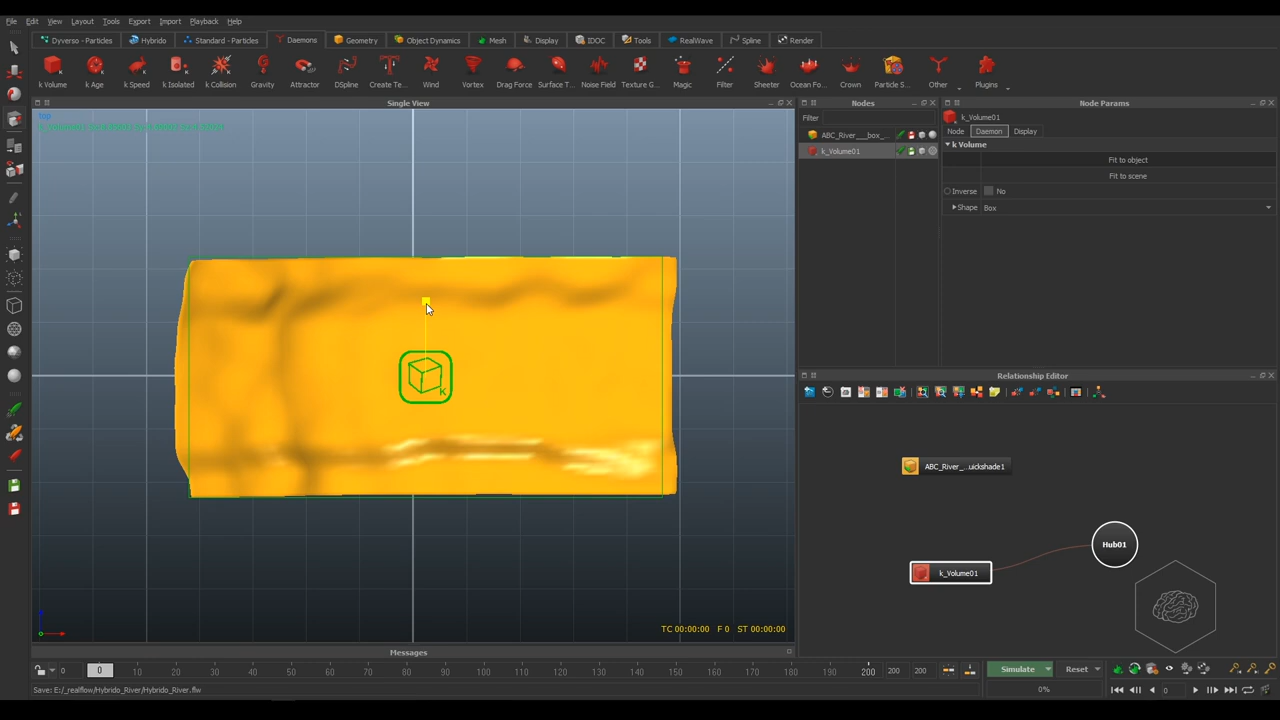 File Edit View Layout Tools Export Import Playback Help
Dyverso - Particles Hybrido Standard - Particles Daemons Geometry Object Dynamics Mesh Display IDOC Tools RealWave Spline Render
k Volume k Age k Speed k Isolated k Collision Gravity Attractor DSpline Create Te... Wind Vortex Drag Force Surface T... Noise Field Texture G... Magic Filter Sheeter Ocean Fo... Crown Particle S... Other Plugins
Single View
top
Nodes
Filter
ABC_River___box_...
k_Volume01
Node Params
k_Volume01
Node Daemon Display
k Volume
Fit to object
Fit to scene
Inverse No
Shape Box
K
Relationship Editor
ABC_River_...uickshade1
Hub01
k_Volume01
TC 00:00:00 F 0 ST 00:00:00
Messages
0 0 10 20 30 40 50 60 70 80 90 100 110 120 130 140 150 160 170 180 190 200 200 200
Simulate Reset
0%
0
Save: E:/_realflow/Hybrido_River/Hybrido_River.flw